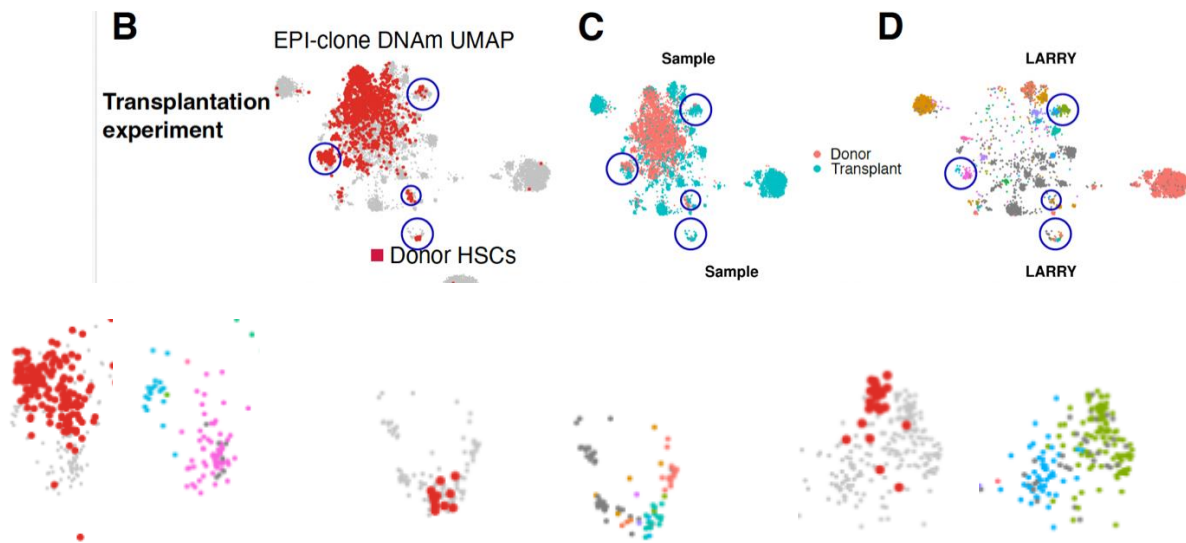 B
EPI-clone DNAm UMAP
Transplantation
experiment
Donor HSCs
C
Sample
Donor
Transplant
Sample
D
LARRY
LARRY